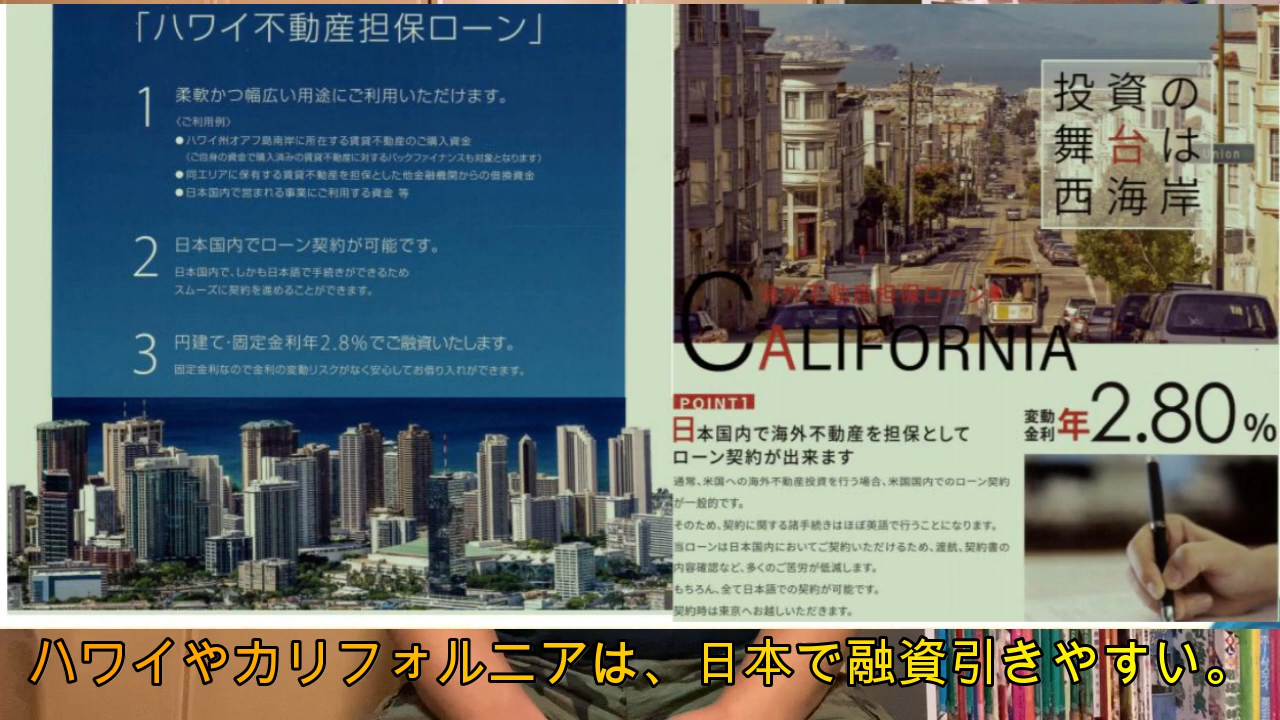 「ハワイ不動産担保ローン」
1 柔軟かつ幅広い用途にご利用いただけます。
〈ご利用例〉
●ハワイ州オアフ島南岸に所在する賃貸不動産のご購入資金
(ご自身の資金で購入済みの賃貸不動産に対するバックファイナンスも対象となります)
●同エリアに保有する賃貸不動産を担保とした他金融機関からの借換資金
●日本国内で営まれる事業にご利用する資金 等
2 日本国内でローン契約が可能です。
日本国内で、しかも日本語で手続きができるため
スムーズに契約を進めることができます。
3 円建て・固定金利年2.8%でご融資いたします。
固定金利なので金利の変動リスクがなく安心してお借り入れができます。
投資の
舞台は
西海岸
Union
海外不動産担保ローン
CALIFORNIA
POINT1
日本国内で海外不動産を担保として
ローン契約が出来ます
変動金利 年2.80%
通常、米国への海外不動産投資を行う場合、米国国内でのローン契約
が一般的です。
そのため、契約に関する諸手続きはほぼ英語で行うことになります。
当ローンは日本国内においてご契約いただけるため、渡航、契約書の
内容確認など、多くのご苦労が低減します。
もちろん、全て日本語での契約が可能です。
契約時は東京へお越しいただきます。
ハワイやカリフォルニアは、日本で融資引きやすい。